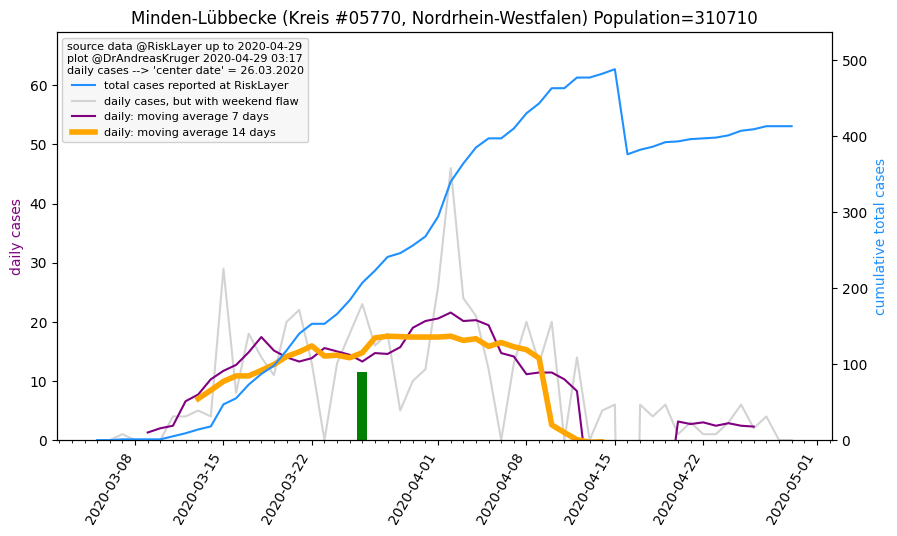 Minden-Lübbecke (Kreis #05770, Nordrhein-Westfalen) Population=310710
source data @RiskLayer up to 2020-04-29
plot @DrAndreasKruger 2020-04-29 03:17
daily cases --> 'center date' = 26.03.2020
total cases reported at RiskLayer
daily cases, but with weekend flaw
daily: moving average 7 days
daily: moving average 14 days
daily cases
60
50
40
30
20
10
0
cumulative total cases
500
400
300
200
100
0
2020-03-08
2020-03-15
2020-03-22
2020-04-01
2020-04-08
2020-04-15
2020-04-22
2020-05-01